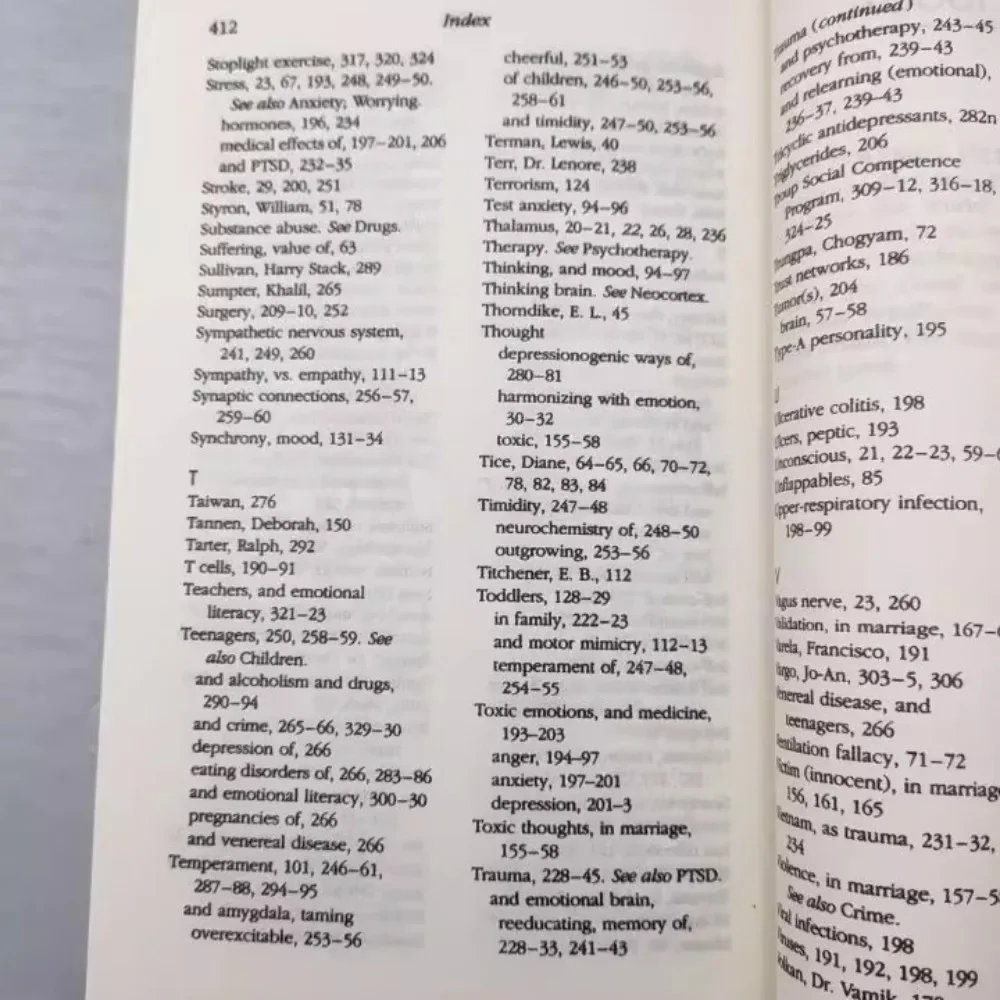 412
Index
Stoplight exercise, 317, 320, 324
Stress, 23, 67, 193, 248, 249–50.
See also Anxiety; Worrying.
hormones, 196, 234
medical effects of, 197–201, 206
and PTSD, 232–35
Stroke, 29, 200, 251
Styron, William, 51, 78
Substance abuse. See Drugs.
Suffering, value of, 63
Sullivan, Harry Stack, 289
Sumpter, Khalil, 265
Surgery, 209–10, 252
Sympathetic nervous system,
241, 249, 260
Sympathy, vs. empathy, 111–13
Synaptic connections, 256–57,
259–60
Synchrony, mood, 131–34
T
Taiwan, 276
Tannen, Deborah, 150
Tarter, Ralph, 292
T cells, 190–91
Teachers, and emotional
literacy, 321–23
Teenagers, 250, 258–59. See
also Children.
and alcoholism and drugs,
290–94
and crime, 265–66, 329–30
depression of, 266
eating disorders of, 266, 283–86
and emotional literacy, 300–30
pregnancies of, 266
and venereal disease, 266
Temperament, 101, 246–61,
287–88, 294–95
and amygdala, taming
overexcitable, 253–56
cheerful, 251–53
of children, 246–50, 253–56,
258–61
and timidity, 247–50, 253–56
Terman, Lewis, 40
Terr, Dr. Lenore, 238
Terrorism, 124
Test anxiety, 94–96
Thalamus, 20–21, 22, 26, 28, 236
Therapy. See Psychotherapy.
Thinking, and mood, 94–97
Thinking brain. See Neocortex.
Thorndike, E. L., 45
Thought
depressionogenic ways of,
280–81
harmonizing with emotion,
30–32
toxic, 155–58
Tice, Diane, 64–65, 66, 70–72,
78, 82, 83, 84
Timidity, 247–48
neurochemistry of, 248–50
outgrowing, 253–56
Titchener, E. B., 112
Toddlers, 128–29
in family, 222–23
and motor mimicry, 112–13
temperament of, 247–48,
254–55
Toxic emotions, and medicine,
193–203
anger, 194–97
anxiety, 197–201
depression, 201–3
Toxic thoughts, in marriage,
155–58
Trauma, 228–45. See also PTSD.
and emotional brain,
reeducating, memory of,
228–33, 241–43
(continued)
and psychotherapy, 243–45
recovery from, 239–43
and relearning (emotional),
236–37, 239–43
antidepressants, 282n
206
Social Competence
Program, 309–12, 316–18,
324–25
Chogyam, 72
networks, 186
204
brain, 57–58
personality, 195
U
colitis, 198
peptic, 193
21, 22–23,
85
infection,
198–99
V
nerve, 23, 260
in marriage,
Francisco, 191
Jo-An, 303–5, 306
disease, and
teenagers, 266
fallacy, 71–72
(innocent), in
156, 161, 165
as trauma, 231–32,
234
in marriage,
See also Crime.
infections, 198
191, 192, 198, 199
Dr. Vamik,